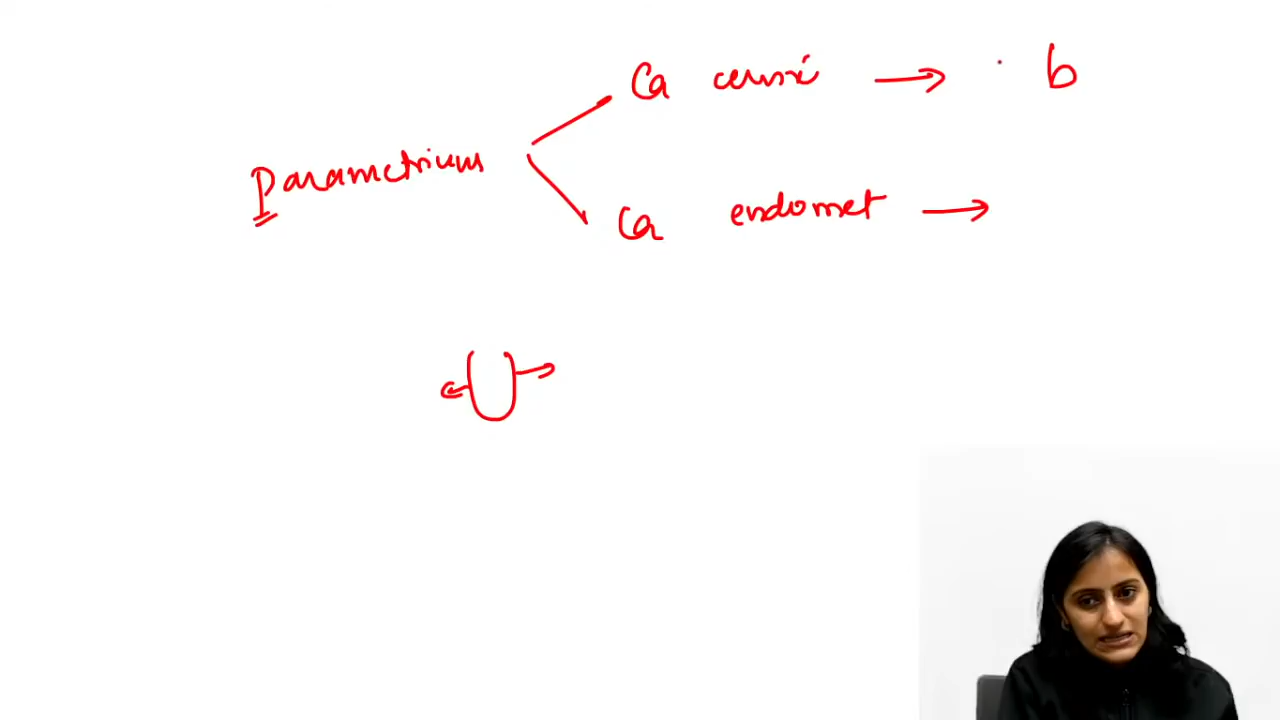 Ca cervix → b
Parametrium
Ca endomet →